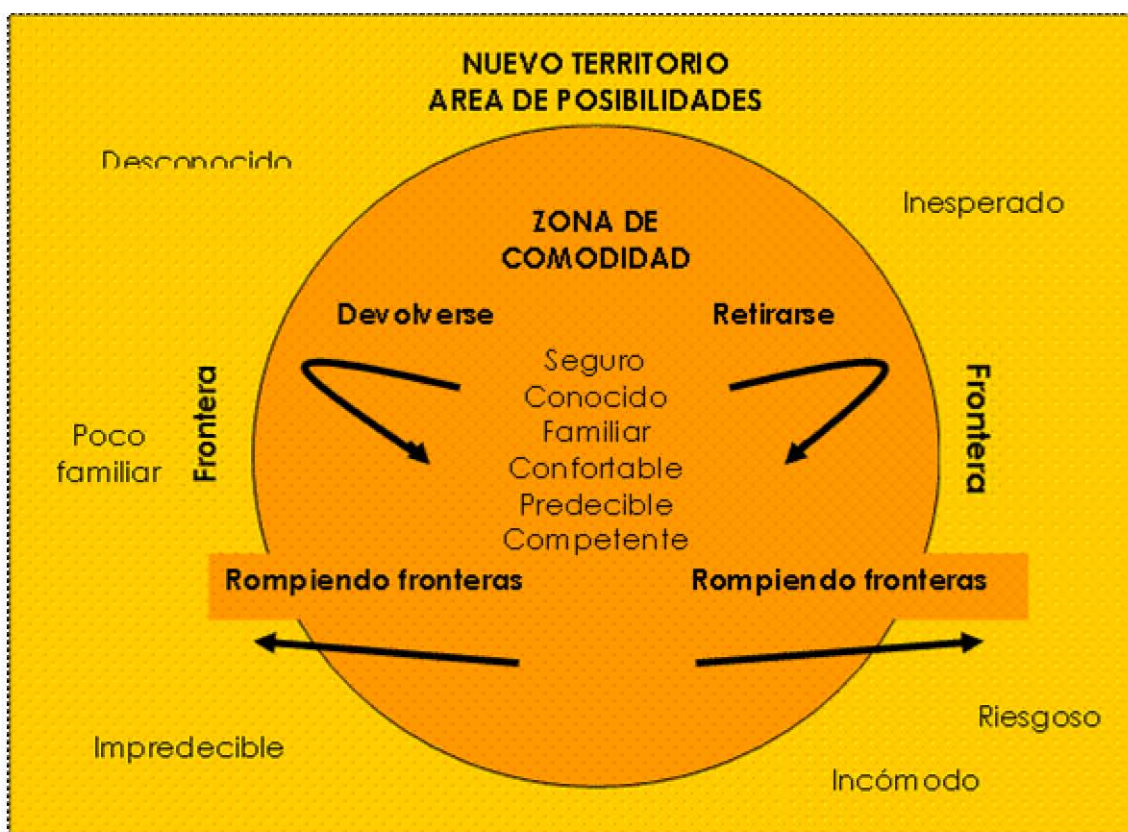 NUEVO TERRITORIO
AREA DE POSIBILIDADES
Desconocido
Inesperado
ZONA DE
COMODIDAD
Devolverse
Retirarse
Seguro
Conocido
Familiar
Confortable
Predecible
Competente
Frontera
Frontera
Poco
familiar
Rompiendo fronteras
Rompiendo fronteras
Impredecible
Riesgoso
Incómodo